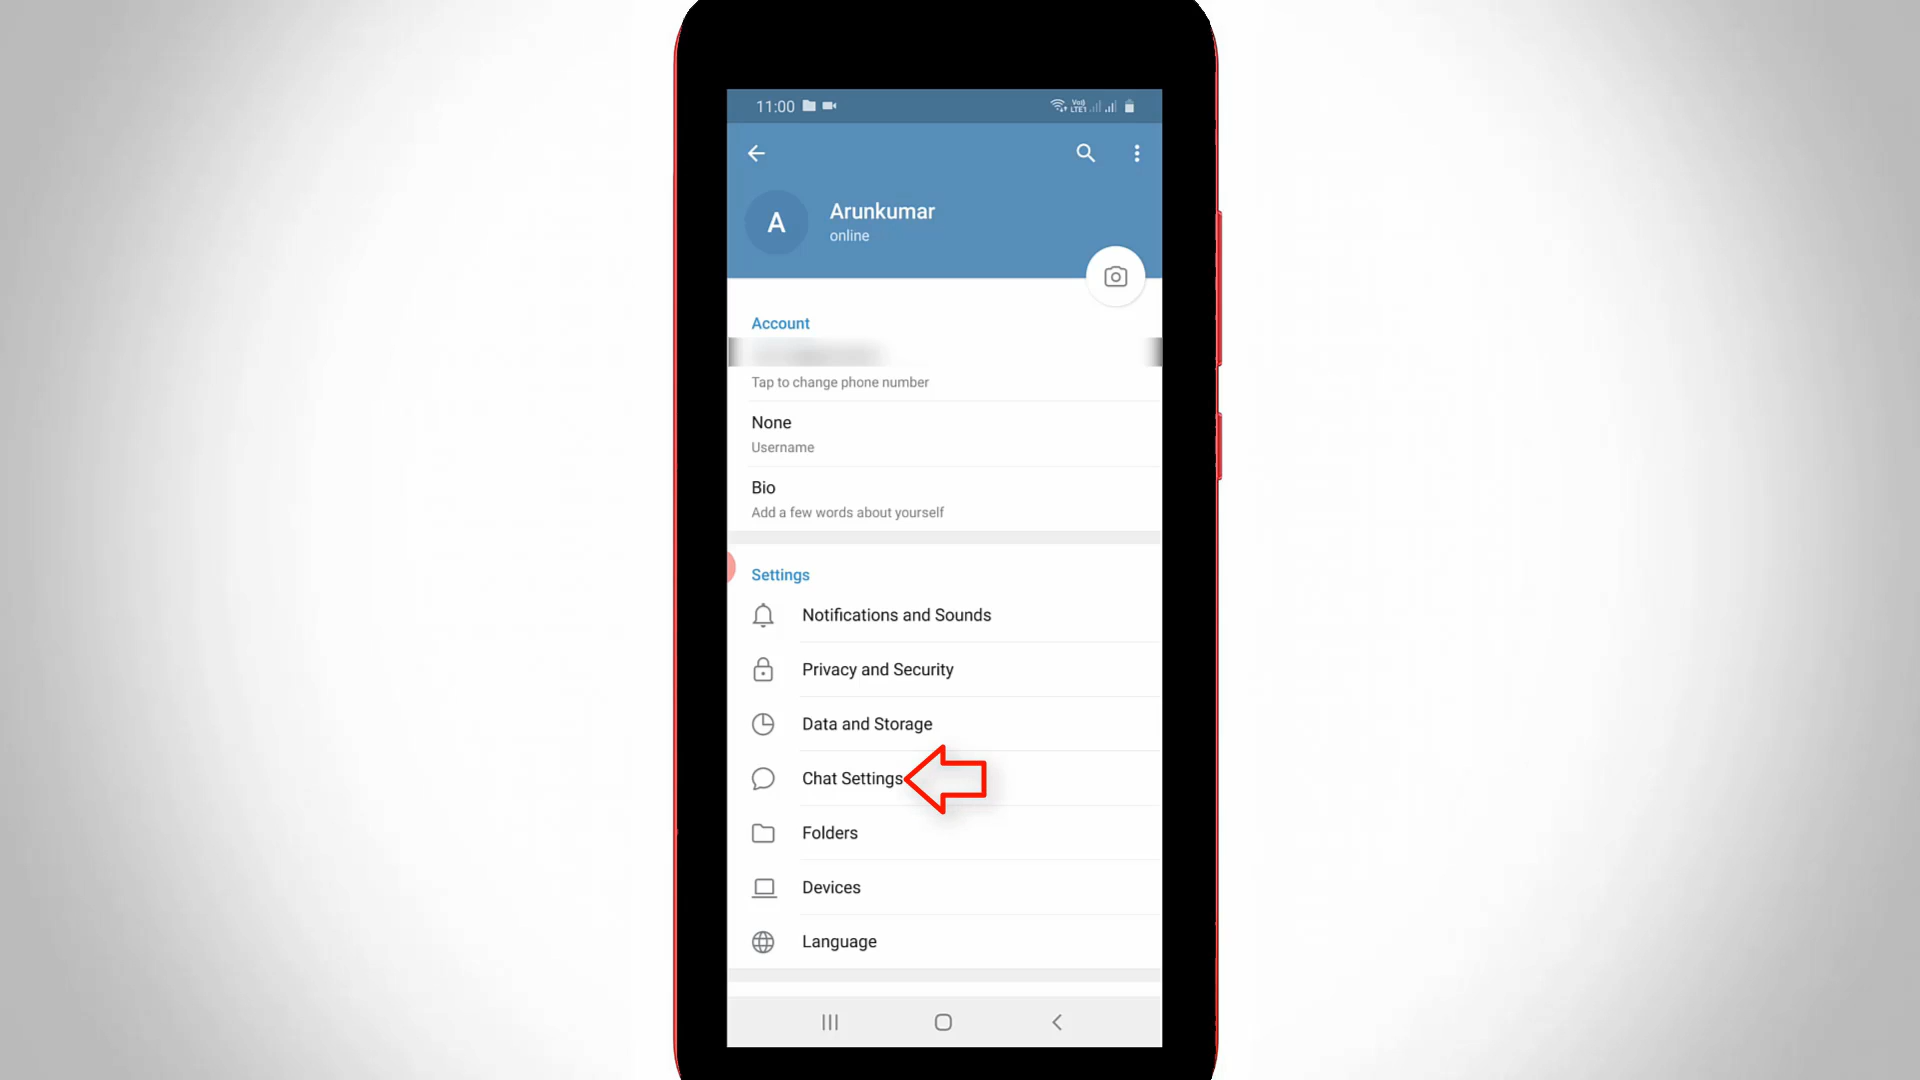 11:00
Arunkumar
online
A
Account
Tap to change phone number
None
Username
Bio
Add a few words about yourself
Settings
Notifications and Sounds
Privacy and Security
Data and Storage
Chat Settings
Folders
Devices
Language